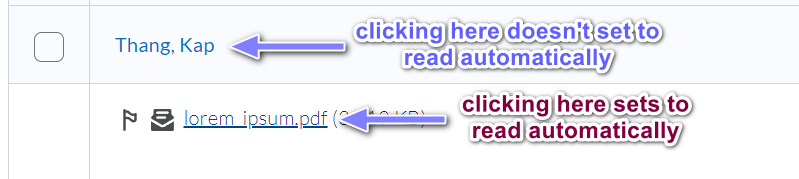 Thang, Kap
clicking here doesn't set to
read automatically
lorem_ipsum.pdf
clicking here sets to
read automatically